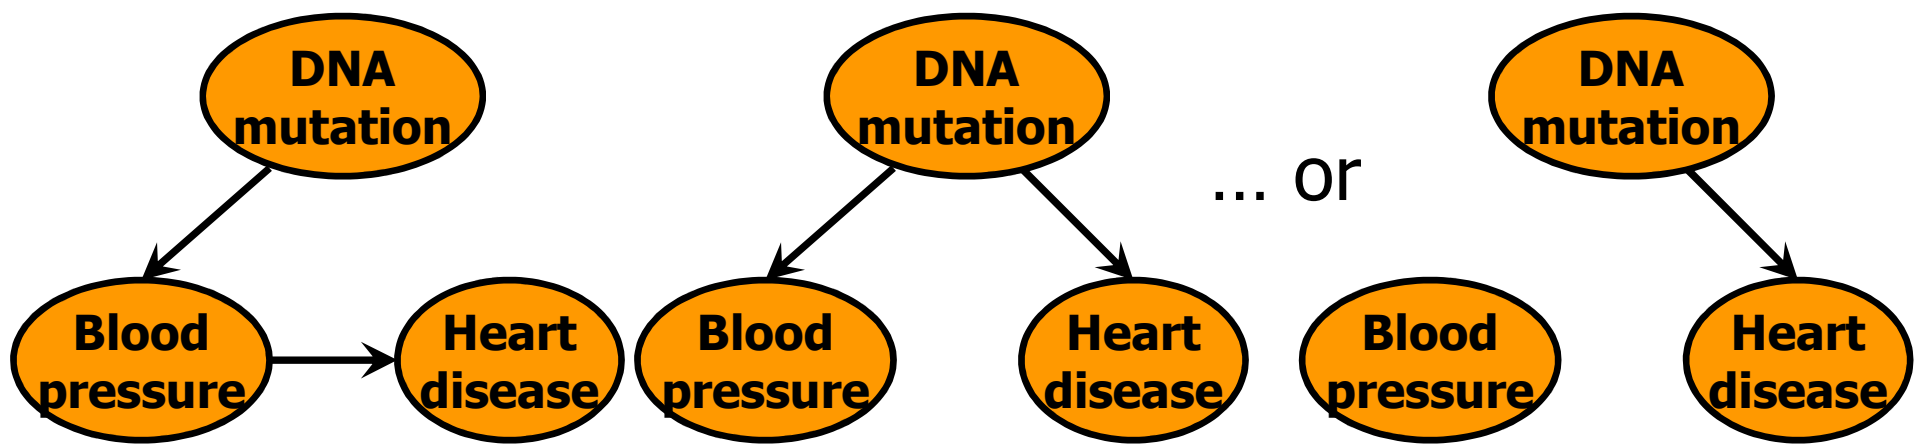 DNA
mutation
Blood
pressure
Heart
disease
DNA
mutation
Blood
pressure
Heart
disease
... or
DNA
mutation
Blood
pressure
Heart
disease